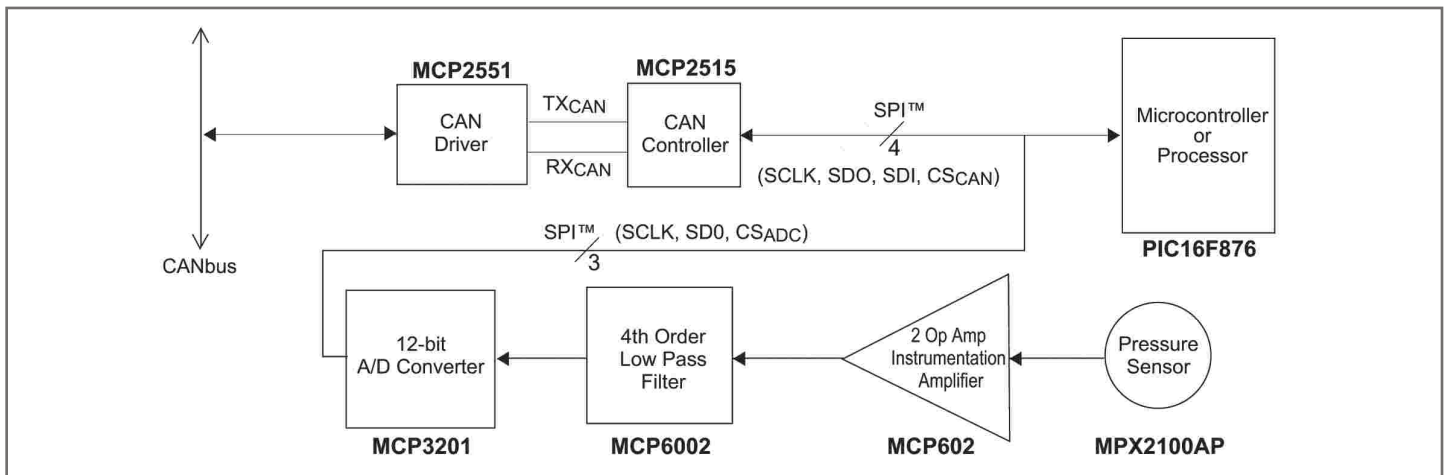 MCP2551
CAN
Driver
TXCAN
RXCAN
MCP2515
CAN
Controller
SPI™
4
(SCLK, SDO, SDI, CSCAN)
Microcontroller
or
Processor
PIC16F876
CANbus
SPI™ (SCLK, SD0, CSADC)
3
12-bit
A/D Converter
MCP3201
4th Order
Low Pass
Filter
MCP6002
2 Op Amp
Instrumentation
Amplifier
MCP602
Pressure
Sensor
MPX2100AP